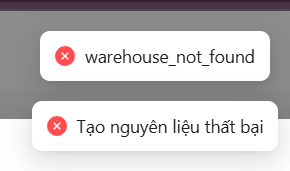 warehouse_not_found
Tạo nguyên liệu thất bại